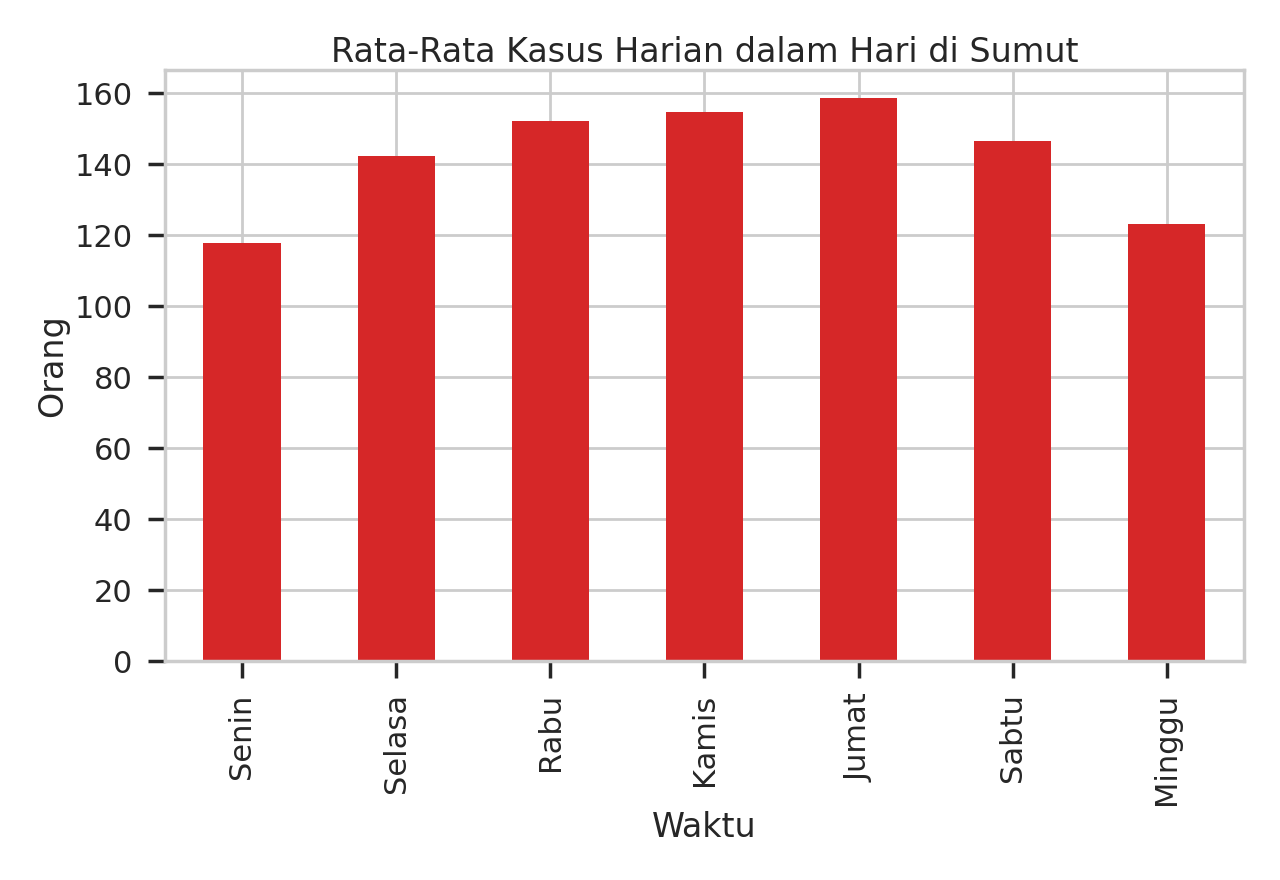 Rata-Rata Kasus Harian dalam Hari di Sumut
160
140
120
100
80
60
40
20
0
Orang
Senin
Selasa
Rabu
Kamis
Jumat
Sabtu
Minggu
Waktu